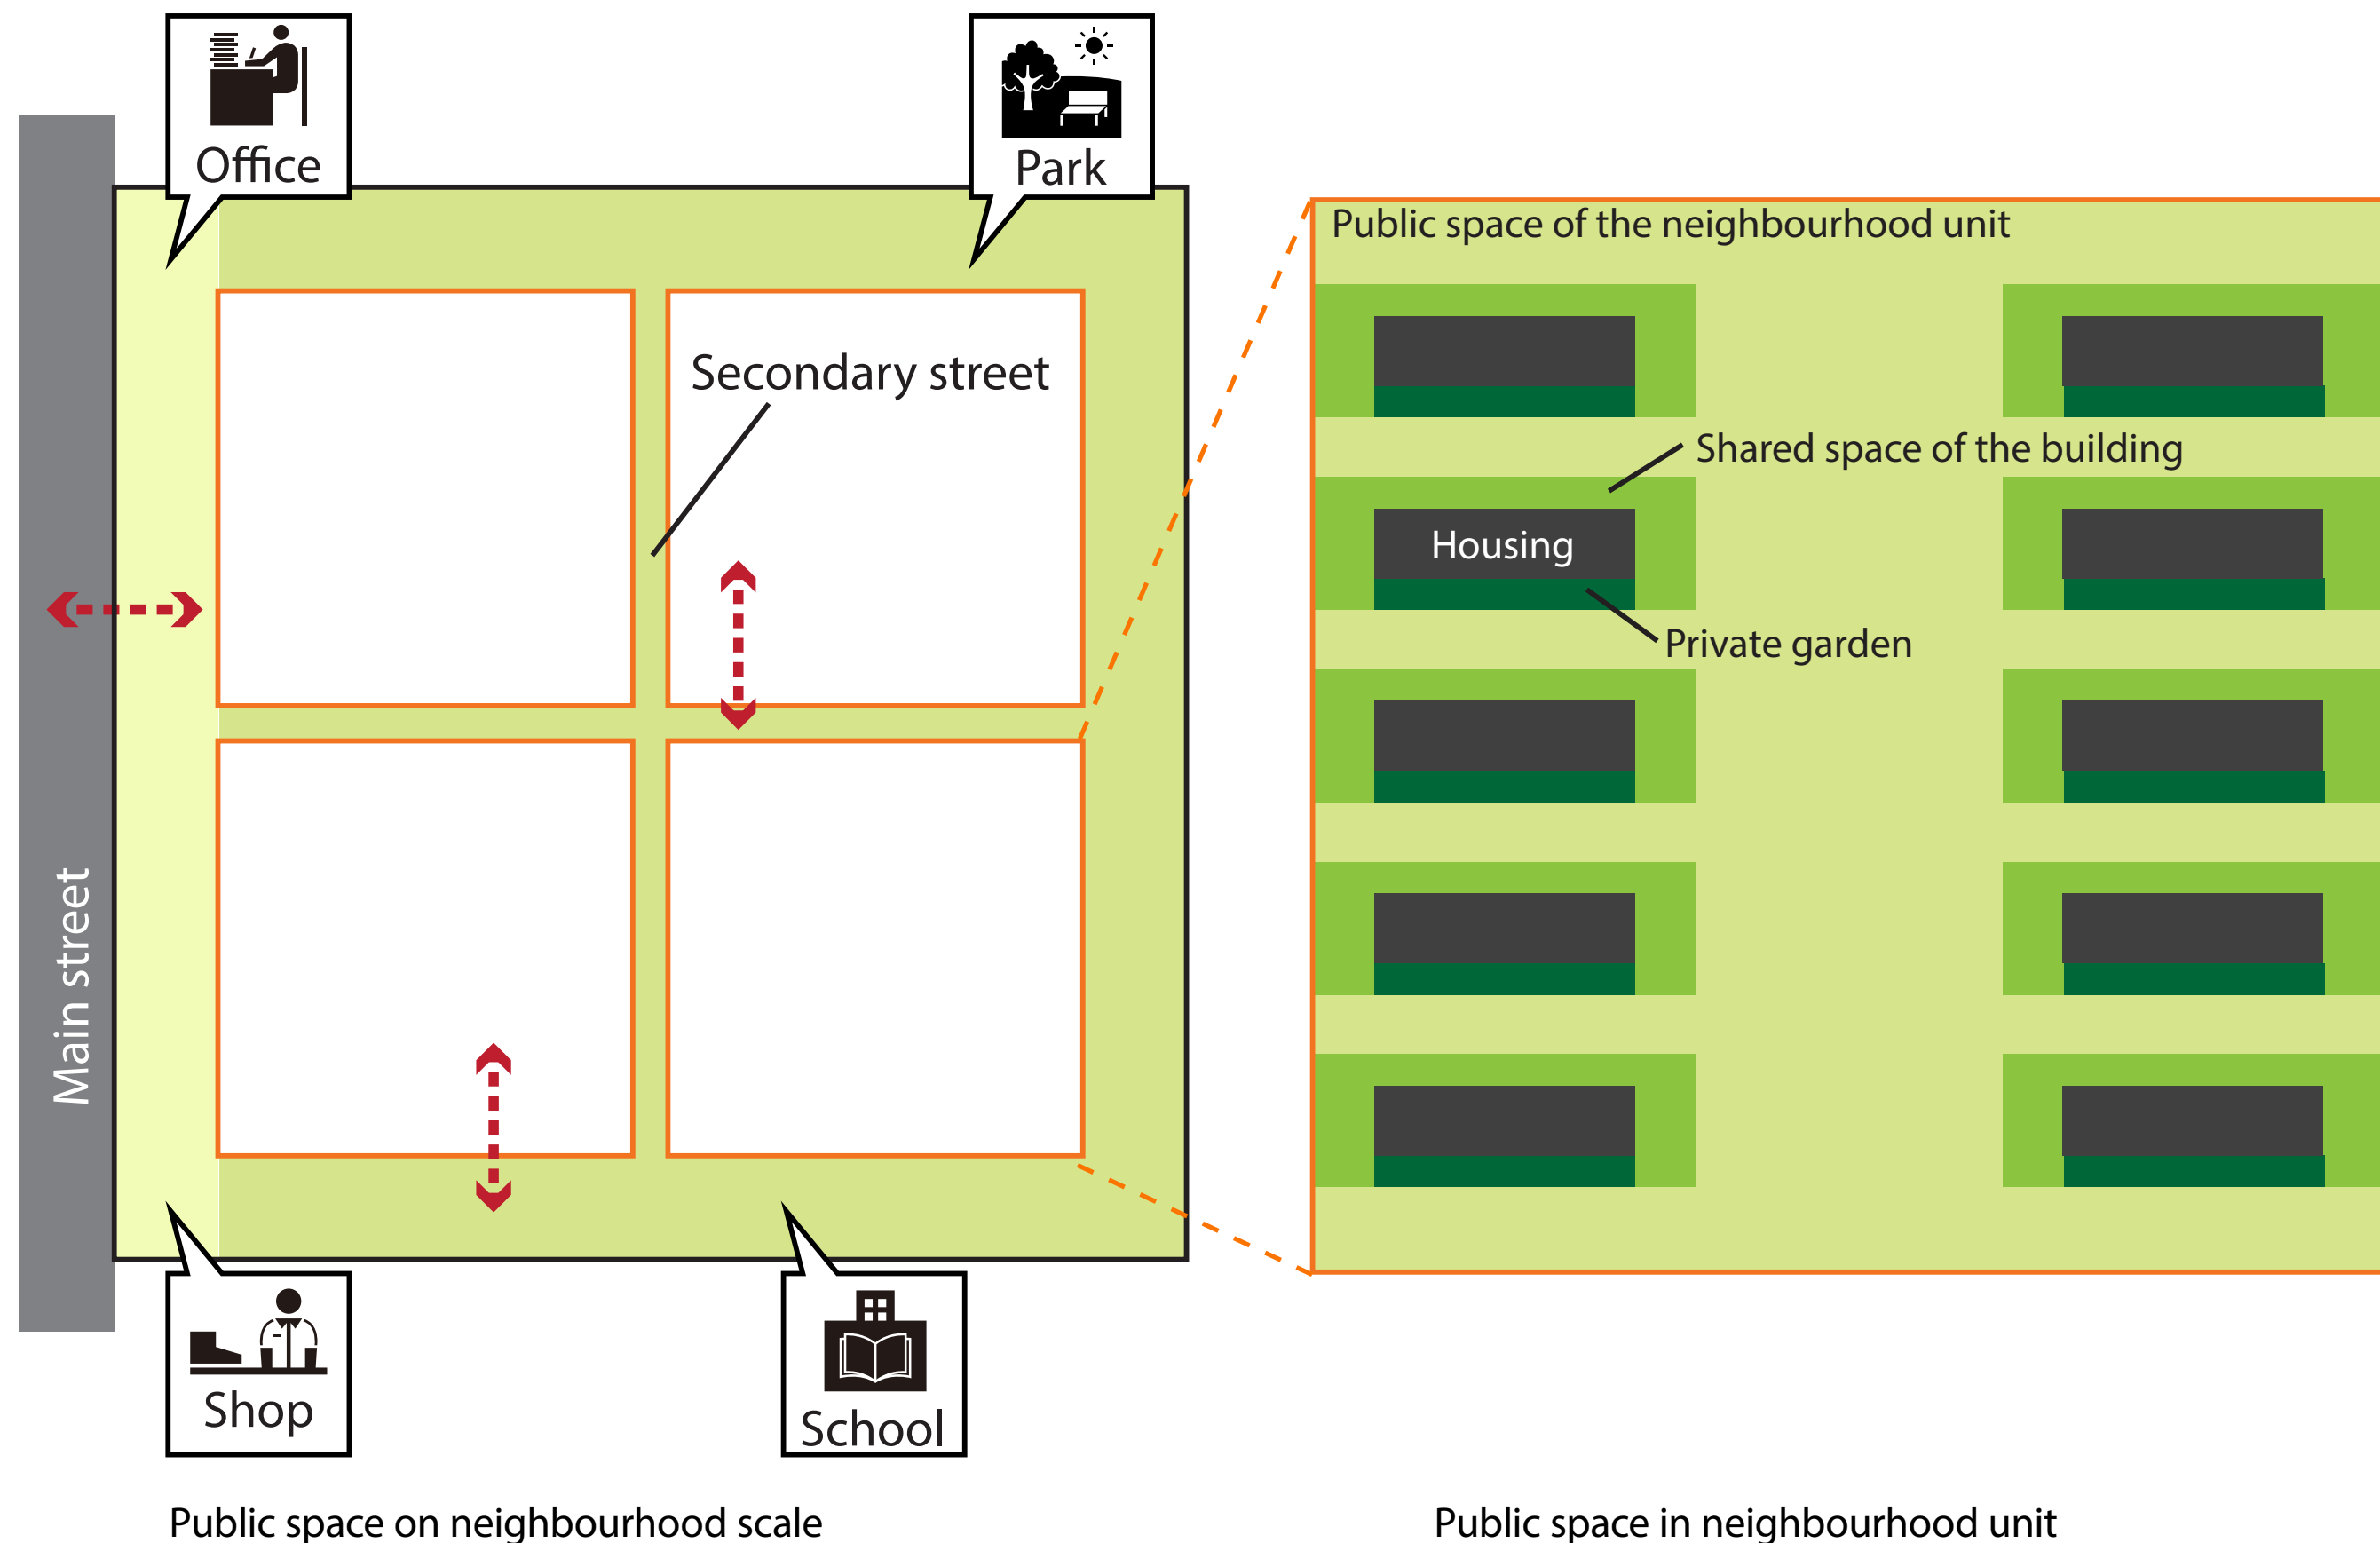 Office
Park
Public space of the neighbourhood unit
Secondary street
Shared space of the building
Housing
Private garden
Main street
Shop
School
Public space on neighbourhood scale
Public space in neighbourhood unit